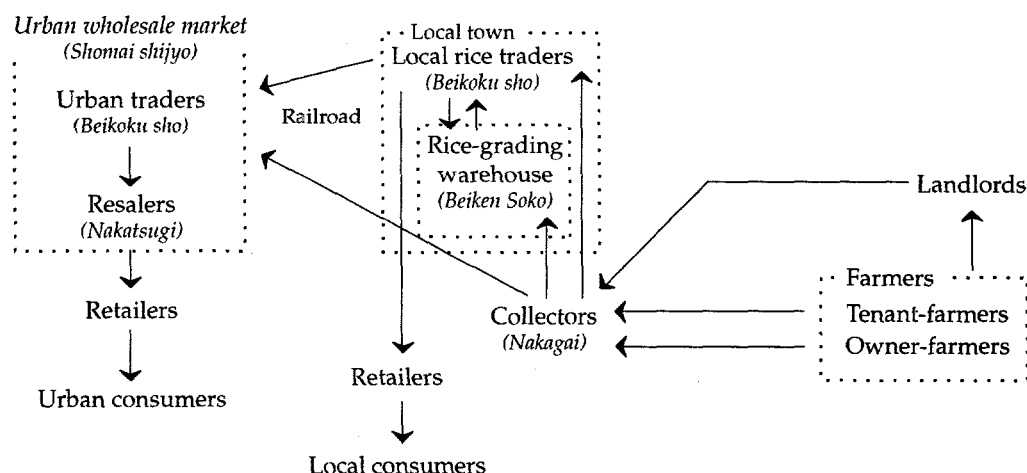 Urban wholesale market
(Shomai shijyo)
Urban traders
(Beikoku sho)
Resalers
(Nakatsugi)
Retailers
Urban consumers
Railroad
Local town
Local rice traders
(Beikoku sho)
Rice-grading
warehouse
(Beiken Soko)
Retailers
Local consumers
Collectors
(Nakagai)
Landlords
Farmers
Tenant-farmers
Owner-farmers